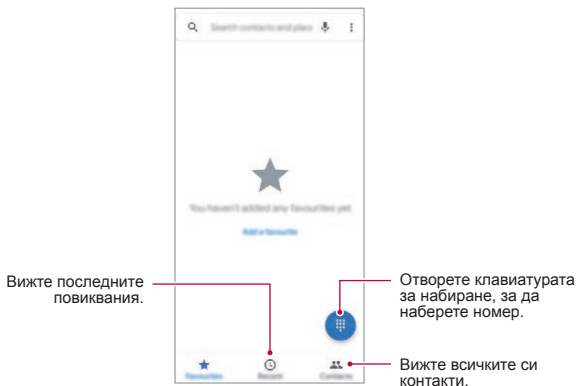 Search contacts and place
You haven't added any favourites yet
Add a favourite
Вижте последните
повиквания.
Отворете клавиатурата
за набиране, за да
наберете номер.
Favourites
Recent
Contacts
Вижте всичките си
контакти.